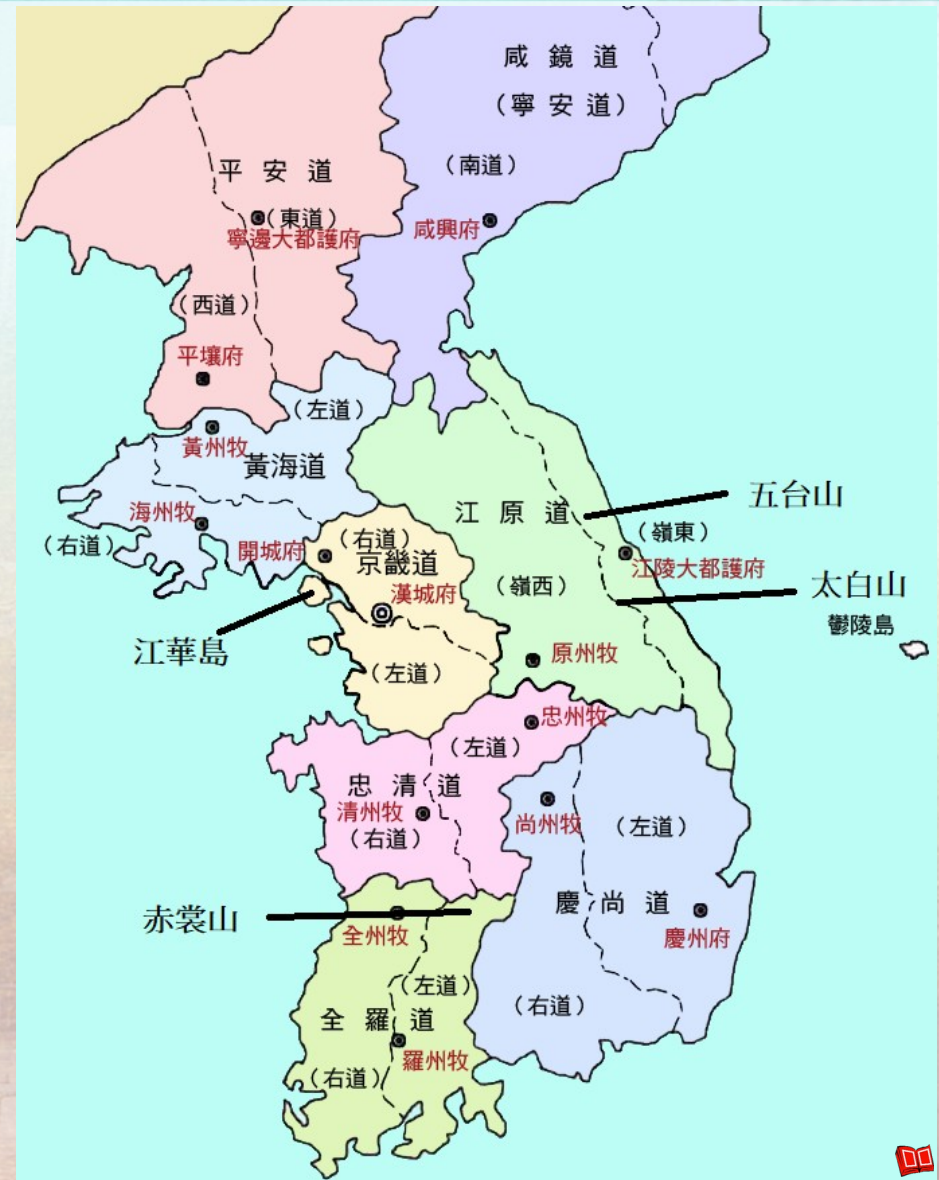 咸鏡道
（寧安道）
（南道）
平安道
（東道）
寧邊大都護府
咸興府
（西道）
平壤府
（左道）
黃州牧
黃海道
五台山
海州牧
江原道
（右道）
（右道）
開城府
（嶺東）
京畿道
江陵大都護府
（嶺西）
太白山
漢城府
鬱陵島
江華島
原州牧
（左道）
忠州牧
（左道）
忠清道
清州牧
尚州牧
（左道）
（右道）
慶尚道
赤裳山
全州牧
慶州府
（左道）
（右道）
全羅道
羅州牧
（右道）